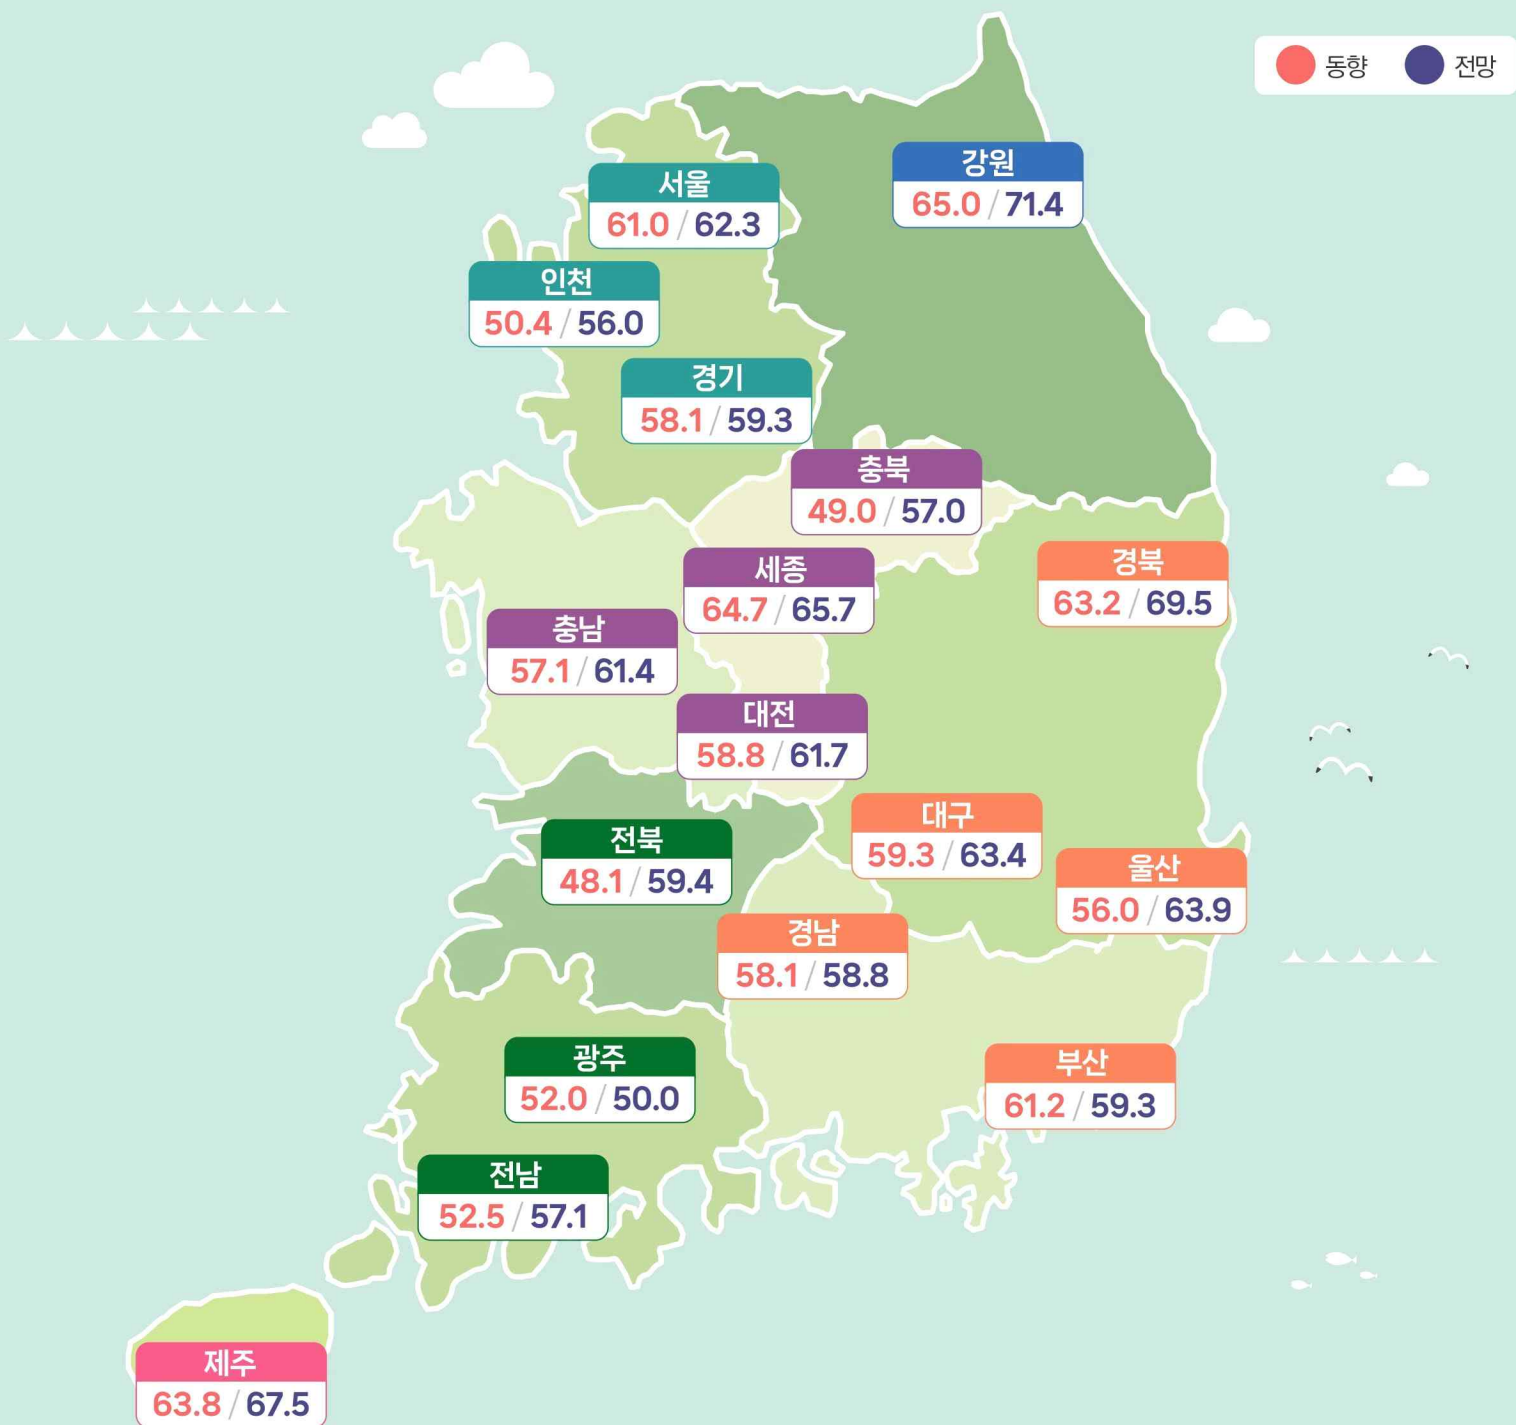 동향 전망
강원
65.0 / 71.4
서울
61.0 / 62.3
인천
50.4 / 56.0
경기
58.1 / 59.3
충북
49.0 / 57.0
경북
63.2 / 69.5
세종
64.7 / 65.7
충남
57.1 / 61.4
대전
58.8 / 61.7
대구
59.3 / 63.4
전북
48.1 / 59.4
울산
56.0 / 63.9
경남
58.1 / 58.8
광주
52.0 / 50.0
부산
61.2 / 59.3
전남
52.5 / 57.1
제주
63.8 / 67.5